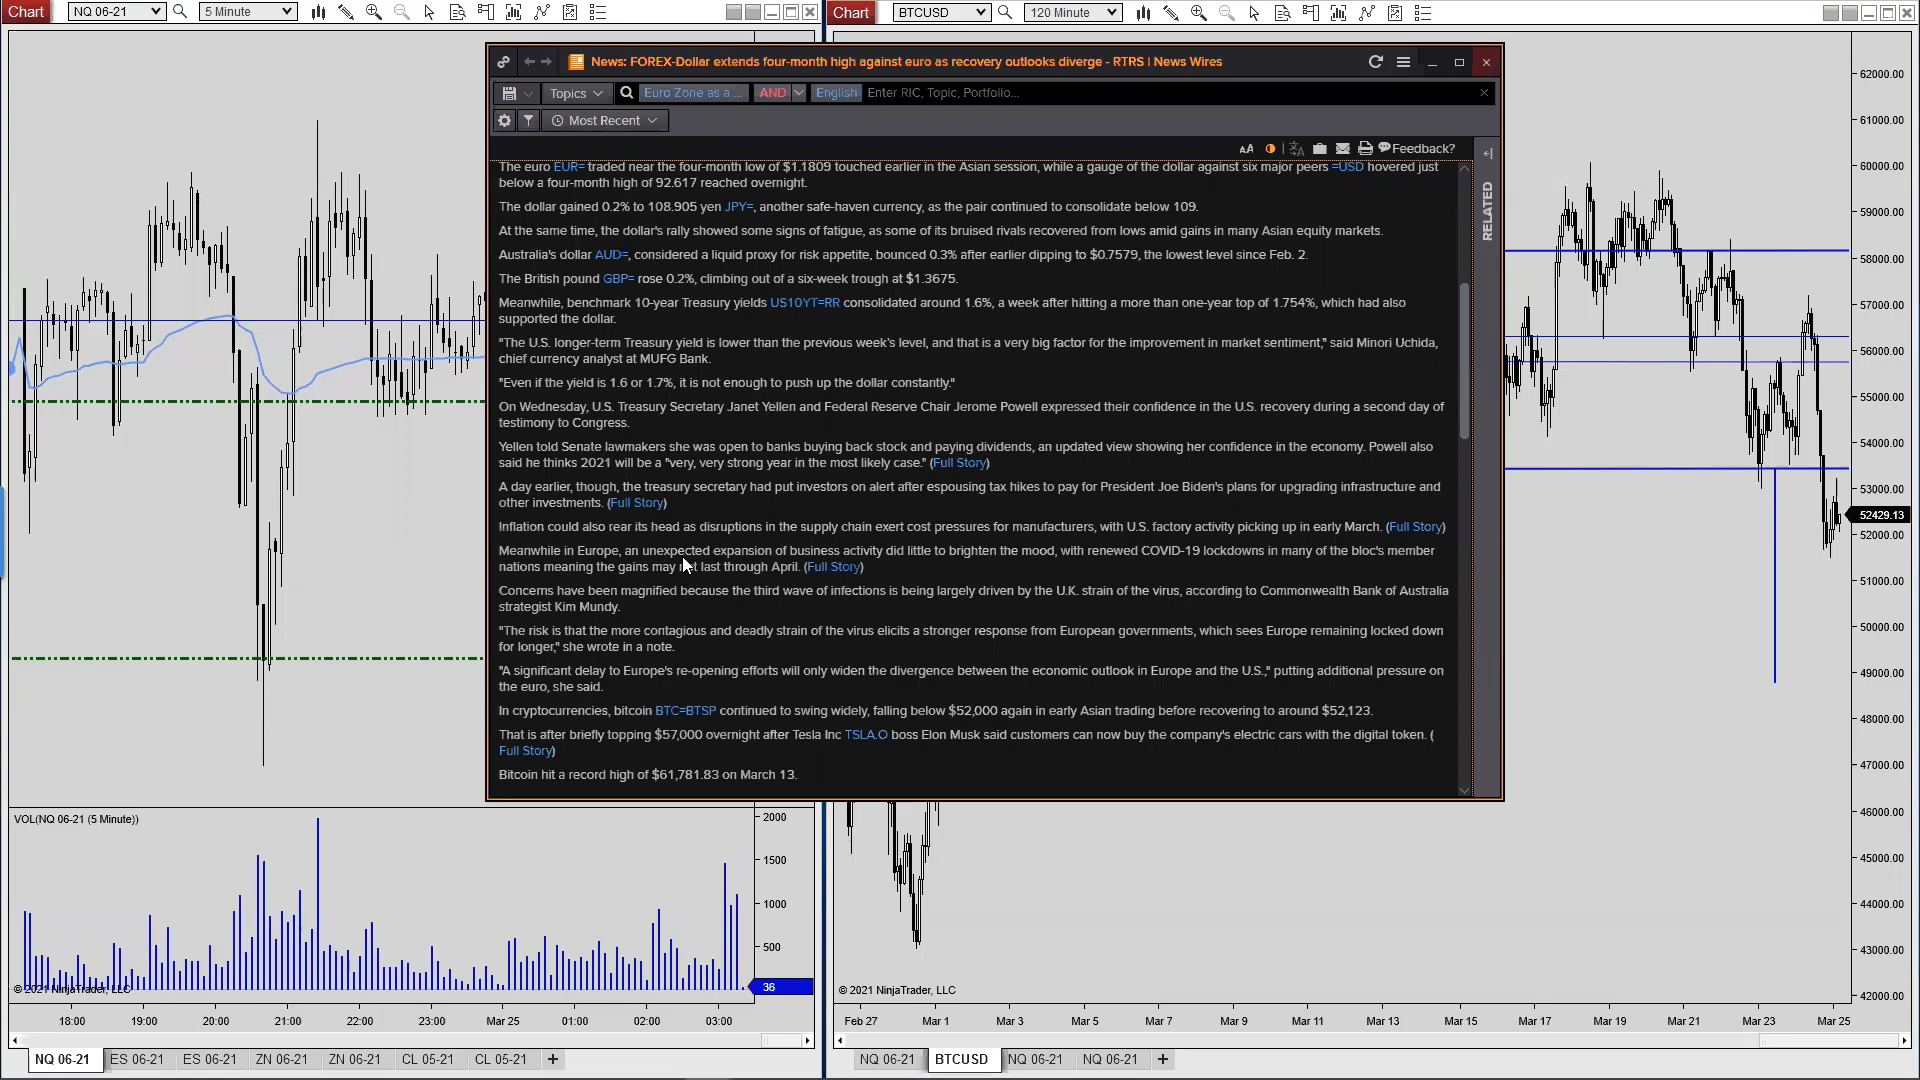 Chart NQ 06-21 5 Minute
Chart BTCUSD 120 Minute
News: FOREX-Dollar extends four-month high against euro as recovery outlooks diverge - RTRS | News Wires
Topics Euro Zone as a ... AND English Enter RIC, Topic, Portfolio...
Most Recent
AA Feedback?
RELATED
The euro EUR= traded near the four-month low of $1.1809 touched earlier in the Asian session, while a gauge of the dollar against six major peers =USD hovered just
below a four-month high of 92.617 reached overnight.
The dollar gained 0.2% to 108.905 yen JPY=, another safe-haven currency, as the pair continued to consolidate below 109.
At the same time, the dollar's rally showed some signs of fatigue, as some of its bruised rivals recovered from lows amid gains in many Asian equity markets.
Australia's dollar AUD=, considered a liquid proxy for risk appetite, bounced 0.3% after earlier dipping to $0.7579, the lowest level since Feb. 2.
The British pound GBP= rose 0.2%, climbing out of a six-week trough at $1.3675.
Meanwhile, benchmark 10-year Treasury yields US10YT=RR consolidated around 1.6%, a week after hitting a more than one-year top of 1.754%, which had also
supported the dollar.
"The U.S. longer-term Treasury yield is lower than the previous week's level, and that is a very big factor for the improvement in market sentiment," said Minori Uchida,
chief currency analyst at MUFG Bank.
"Even if the yield is 1.6 or 1.7%, it is not enough to push up the dollar constantly."
On Wednesday, U.S. Treasury Secretary Janet Yellen and Federal Reserve Chair Jerome Powell expressed their confidence in the U.S. recovery during a second day of
testimony to Congress.
Yellen told Senate lawmakers she was open to banks buying back stock and paying dividends, an updated view showing her confidence in the economy. Powell also
said he thinks 2021 will be a "very, very strong year in the most likely case." (Full Story)
A day earlier, though, the treasury secretary had put investors on alert after espousing tax hikes to pay for President Joe Biden's plans for upgrading infrastructure and
other investments. (Full Story)
Inflation could also rear its head as disruptions in the supply chain exert cost pressures for manufacturers, with U.S. factory activity picking up in early March. (Full Story)
Meanwhile in Europe, an unexpected expansion of business activity did little to brighten the mood, with renewed COVID-19 lockdowns in many of the bloc's member
nations meaning the gains may not last through April. (Full Story)
Concerns have been magnified because the third wave of infections is being largely driven by the U.K. strain of the virus, according to Commonwealth Bank of Australia
strategist Kim Mundy.
"The risk is that the more contagious and deadly strain of the virus elicits a stronger response from European governments, which sees Europe remaining locked down
for longer," she wrote in a note.
"A significant delay to Europe's re-opening efforts will only widen the divergence between the economic outlook in Europe and the U.S.," putting additional pressure on
the euro, she said.
In cryptocurrencies, bitcoin BTC=BTSP continued to swing widely, falling below $52,000 again in early Asian trading before recovering to around $52,123.
That is after briefly topping $57,000 overnight after Tesla Inc TSLA.O boss Elon Musk said customers can now buy the company's electric cars with the digital token. (
Full Story)
Bitcoin hit a record high of $61,781.83 on March 13.
62000.00
61000.00
60000.00
59000.00
58000.00
57000.00
56000.00
55000.00
54000.00
53000.00
52429.13
52000.00
51000.00
50000.00
49000.00
48000.00
47000.00
46000.00
45000.00
44000.00
43000.00
42000.00
VOL(NQ 06-21 (5 Minute))
2000
1500
1000
500
36
© 2021 NinjaTrader, LLC
© 2021 NinjaTrader, LLC
18:00 19:00 20:00 21:00 22:00 23:00 Mar 25 01:00 02:00 03:00
Feb 27 Mar 1 Mar 3 Mar 5 Mar 7 Mar 9 Mar 11 Mar 13 Mar 15 Mar 17 Mar 19 Mar 21 Mar 23 Mar 25
NQ 06-21 ES 06-21 ES 06-21 ZN 06-21 ZN 06-21 CL 05-21 CL 05-21 +
NQ 06-21 BTCUSD NQ 06-21 NQ 06-21 +